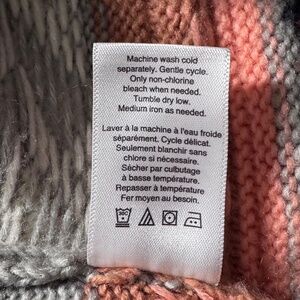 Machine wash cold
separately. Gentle cycle.
Only non-chlorine
bleach when needed.
Tumble dry low.
Medium iron as needed.
Laver à la machine à l'eau froide
séparément. Cycle délicat.
Seulement blanchir sans
chlore si nécessaire.
Sécher par culbutage
à basse température.
Repasser à température
Fer moyen au besoin.